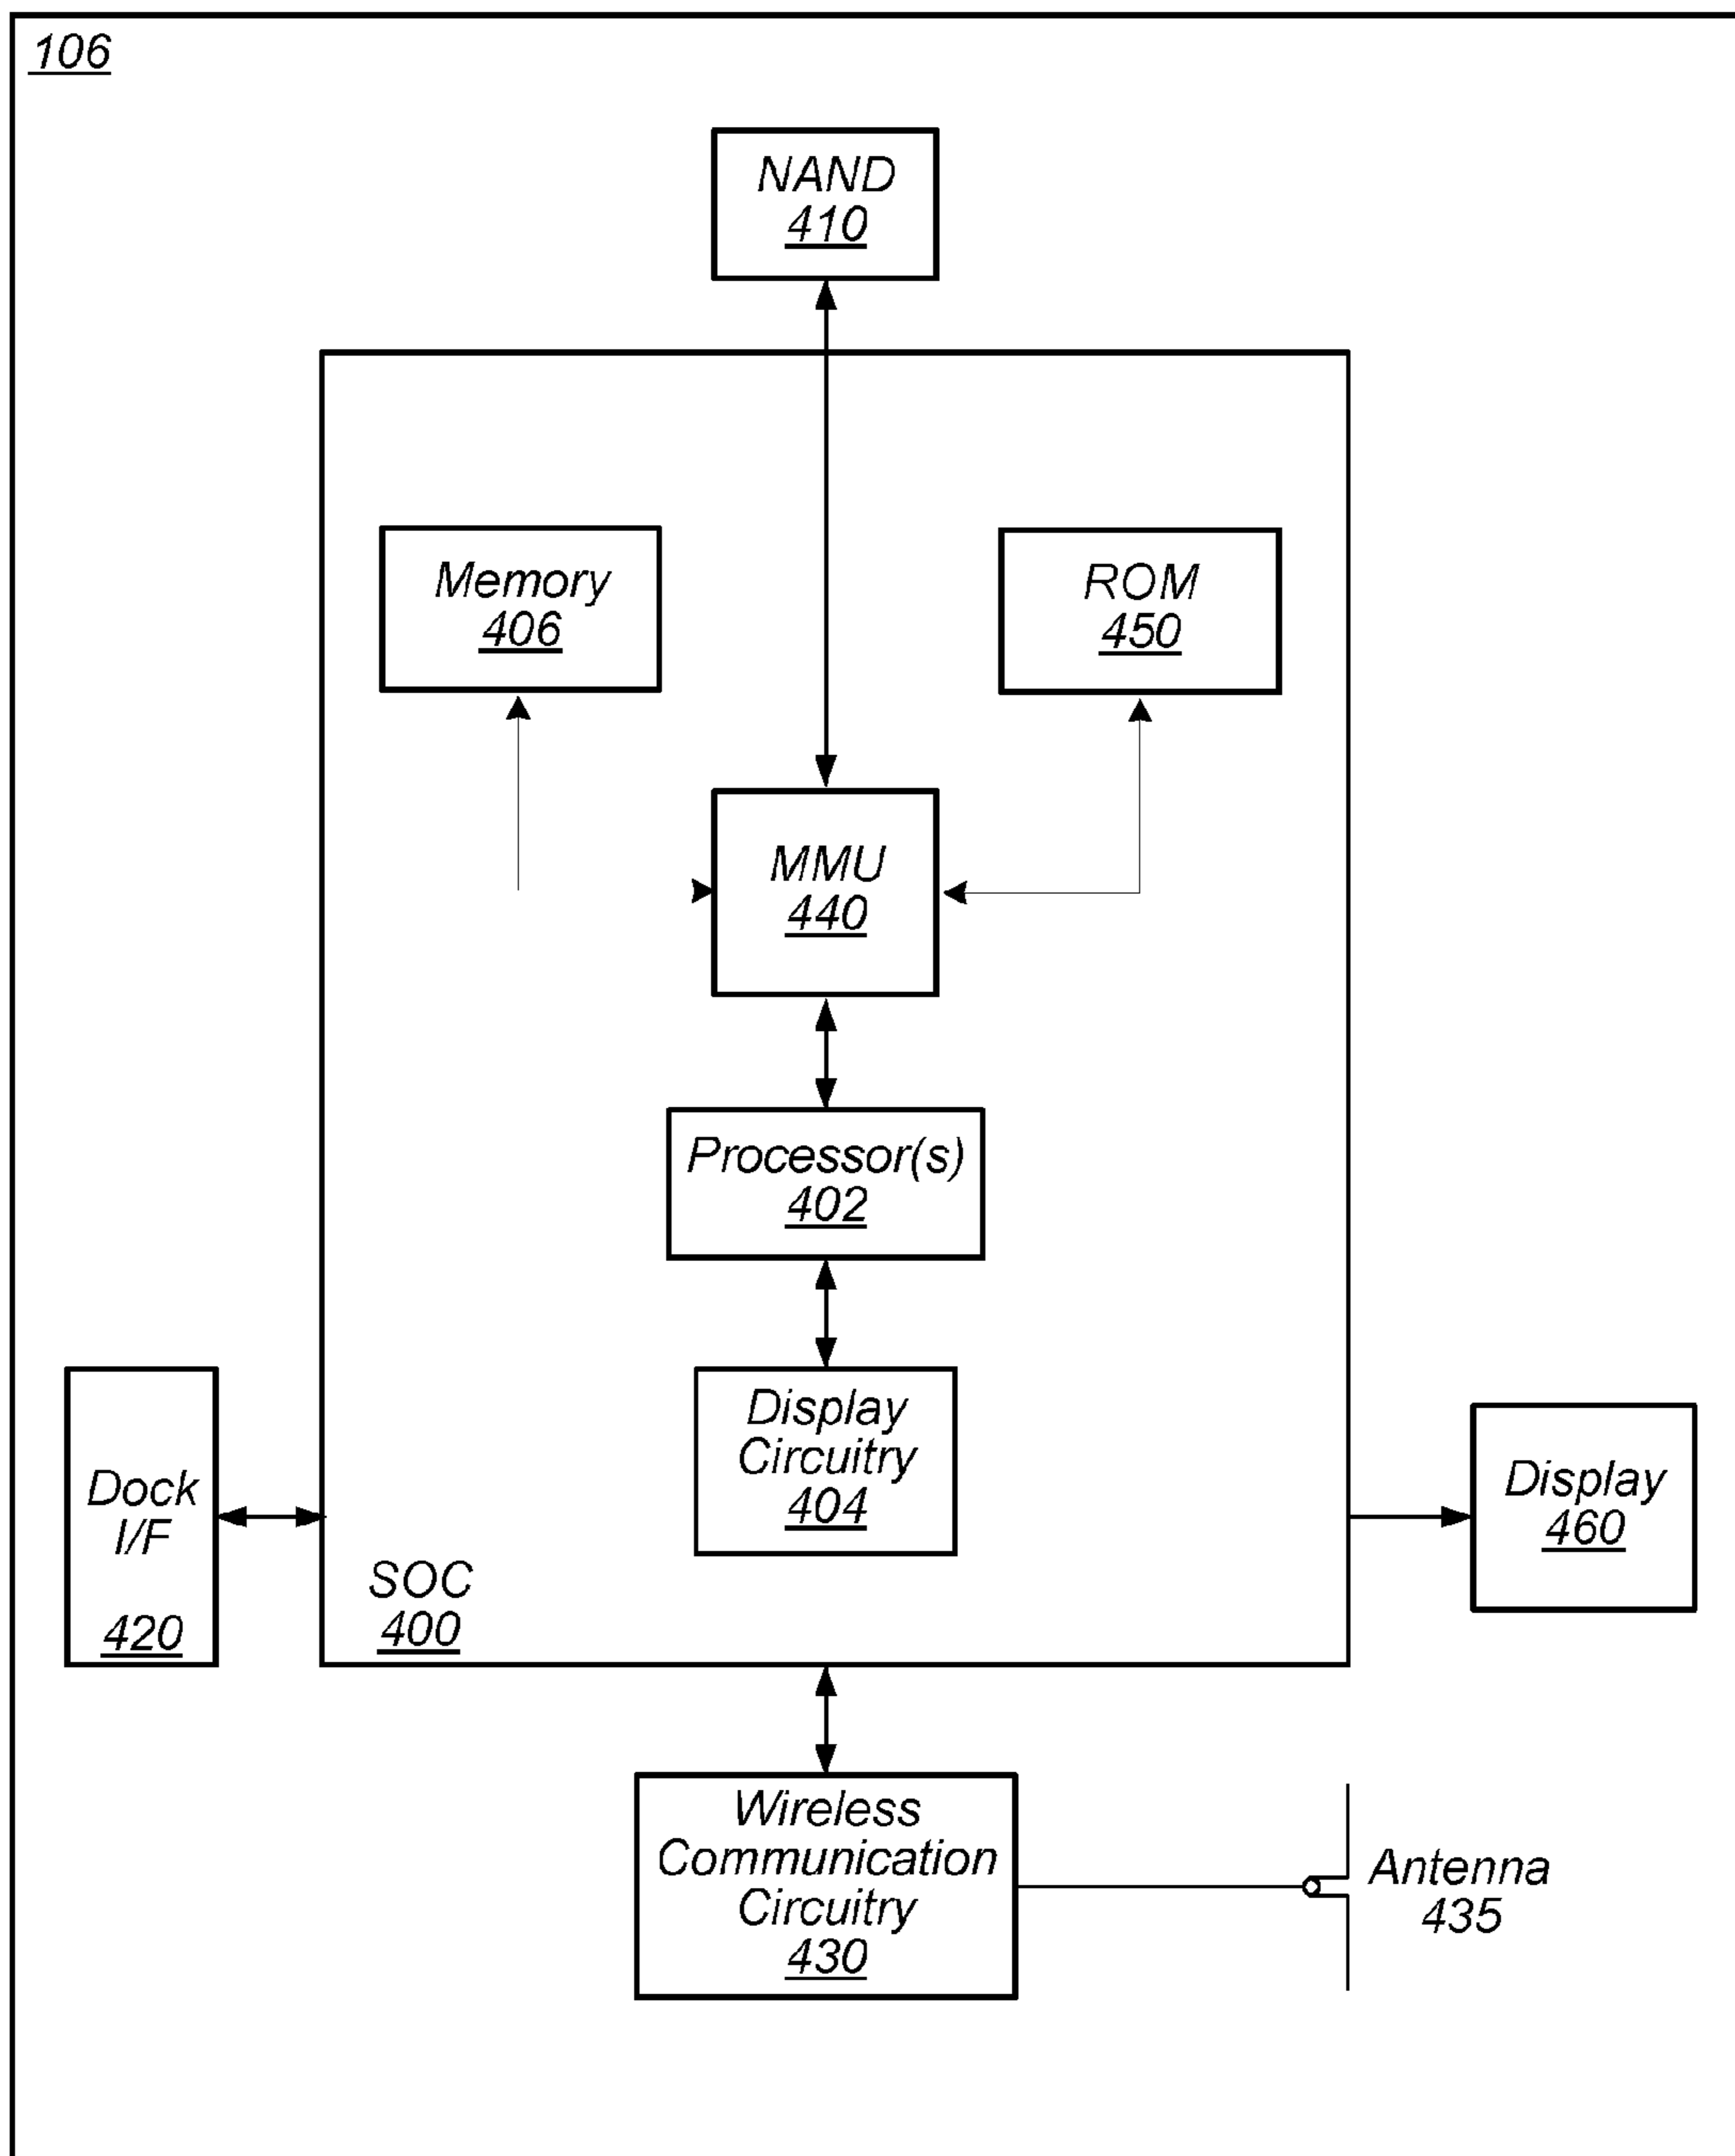 106
NAND
410
Memory
406
ROM
450
MMU
440
Processor(s)
402
Display
Circuitry
404
Dock
I/F
420
SOC
400
Display
460
Wireless
Communication
Circuitry
430
Antenna
435